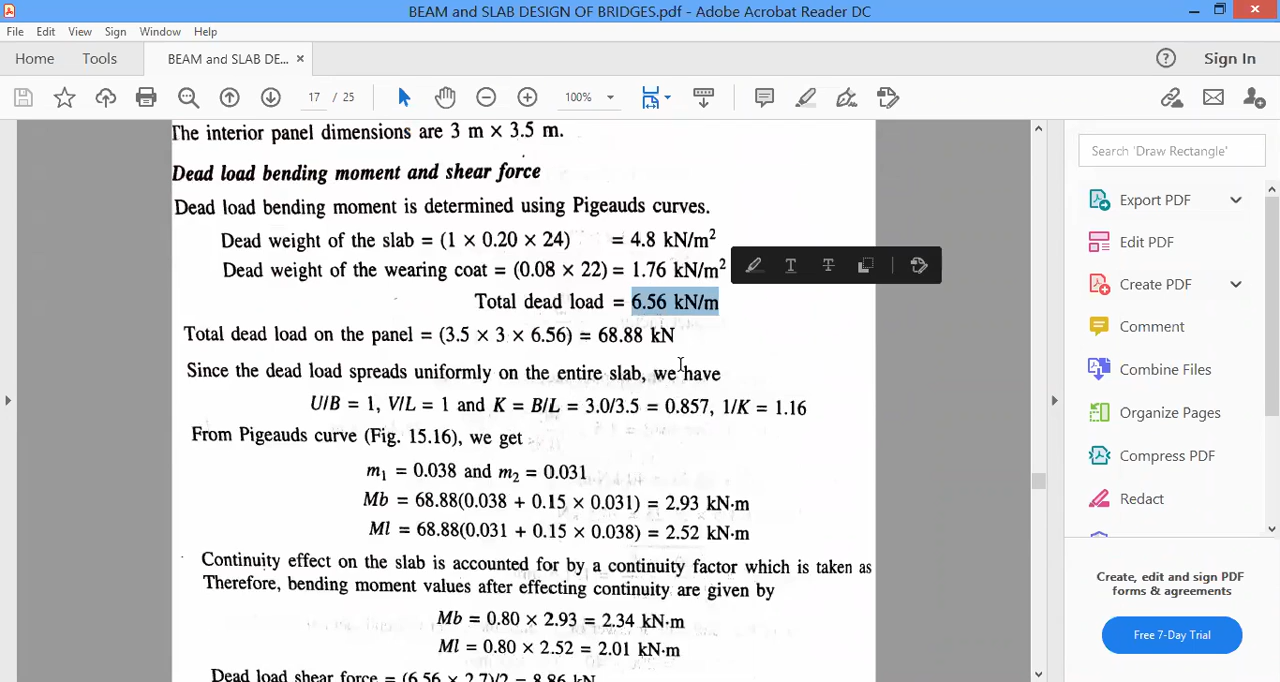 BEAM and SLAB DESIGN OF BRIDGES.pdf - Adobe Acrobat Reader DC
File Edit View Sign Window Help
Home Tools BEAM and SLAB DE... × Sign In
17 / 25 100%
The interior panel dimensions are 3 m × 3.5 m.
Dead load bending moment and shear force
Dead load bending moment is determined using Pigeauds curves.
Dead weight of the slab = (1 × 0.20 × 24) = 4.8 kN/m²
Dead weight of the wearing coat = (0.08 × 22) = 1.76 kN/m²
Total dead load = 6.56 kN/m
Total dead load on the panel = (3.5 × 3 × 6.56) = 68.88 kN
Since the dead load spreads uniformly on the entire slab, we have
U/B = 1, V/L = 1 and K = B/L = 3.0/3.5 = 0.857, 1/K = 1.16
From Pigeauds curve (Fig. 15.16), we get
m₁ = 0.038 and m₂ = 0.031
Mb = 68.88(0.038 + 0.15 × 0.031) = 2.93 kN·m
Ml = 68.88(0.031 + 0.15 × 0.038) = 2.52 kN·m
Continuity effect on the slab is accounted for by a continuity factor which is taken as
Therefore, bending moment values after effecting continuity are given by
Mb = 0.80 × 2.93 = 2.34 kN·m
Ml = 0.80 × 2.52 = 2.01 kN·m
Dead load shear force = (6.56 × 2.7)/2 = 8.86 kN
Search 'Draw Rectangle'
Export PDF
Edit PDF
Create PDF
Comment
Combine Files
Organize Pages
Compress PDF
Redact
Create, edit and sign PDF
forms & agreements
Free 7-Day Trial